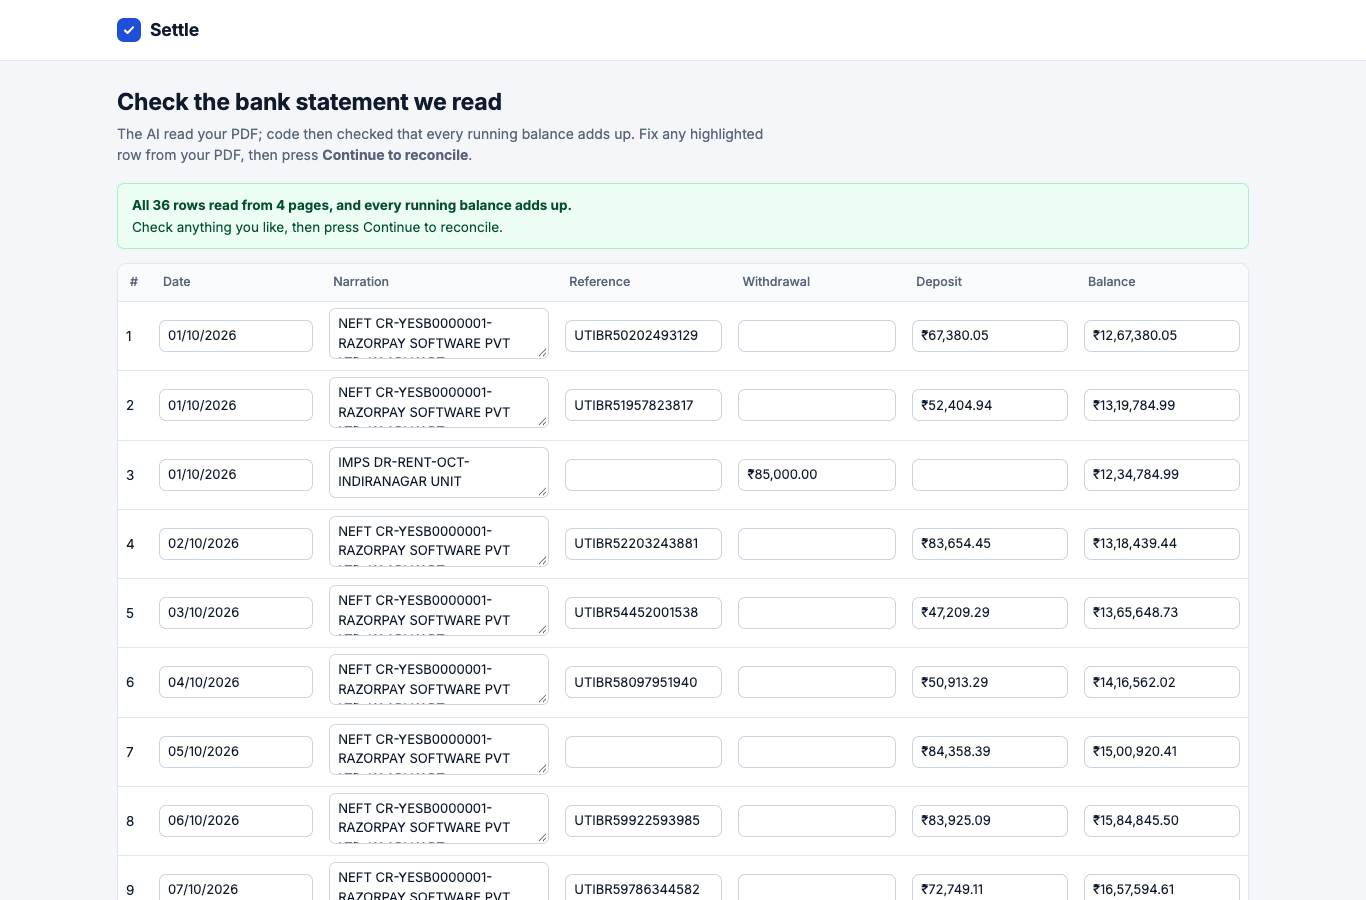 Settle
Check the bank statement we read
The AI read your PDF; code then checked that every running balance adds up. Fix any highlighted
row from your PDF, then press Continue to reconcile.
All 36 rows read from 4 pages, and every running balance adds up.
Check anything you like, then press Continue to reconcile.
# Date Narration Reference Withdrawal Deposit Balance
1 01/10/2026 NEFT CR-YESB0000001- UTIBR50202493129 ₹67,380.05 ₹12,67,380.05
RAZORPAY SOFTWARE PVT
2 01/10/2026 NEFT CR-YESB0000001- UTIBR51957823817 ₹52,404.94 ₹13,19,784.99
RAZORPAY SOFTWARE PVT
3 01/10/2026 IMPS DR-RENT-OCT- ₹85,000.00 ₹12,34,784.99
INDIRANAGAR UNIT
4 02/10/2026 NEFT CR-YESB0000001- UTIBR52203243881 ₹83,654.45 ₹13,18,439.44
RAZORPAY SOFTWARE PVT
5 03/10/2026 NEFT CR-YESB0000001- UTIBR54452001538 ₹47,209.29 ₹13,65,648.73
RAZORPAY SOFTWARE PVT
6 04/10/2026 NEFT CR-YESB0000001- UTIBR58097951940 ₹50,913.29 ₹14,16,562.02
RAZORPAY SOFTWARE PVT
7 05/10/2026 NEFT CR-YESB0000001- ₹84,358.39 ₹15,00,920.41
RAZORPAY SOFTWARE PVT
8 06/10/2026 NEFT CR-YESB0000001- UTIBR59922593985 ₹83,925.09 ₹15,84,845.50
RAZORPAY SOFTWARE PVT
9 07/10/2026 NEFT CR-YESB0000001- UTIBR59786344582 ₹72,749.11 ₹16,57,594.61
RAZORPAY SOFTWARE PVT